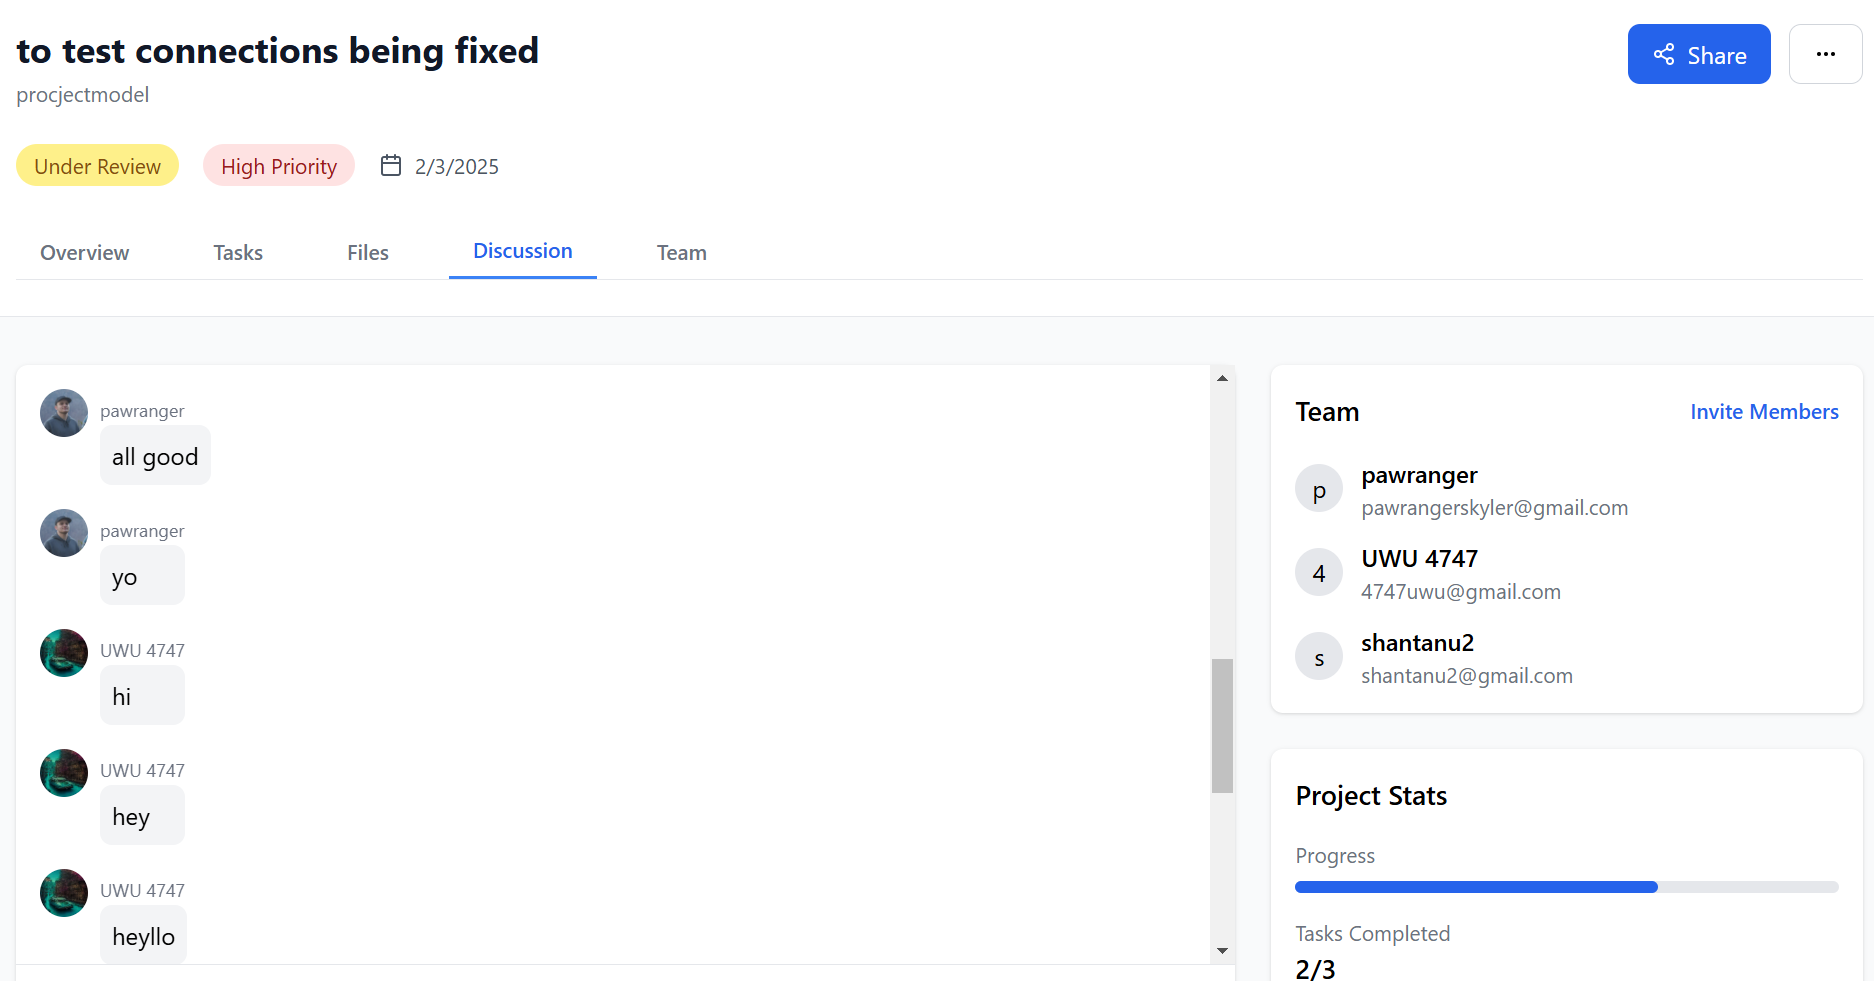 to test connections being fixed
procjectmodel
Share
Under Review
High Priority
2/3/2025
Overview
Tasks
Files
Discussion
Team
pawranger
all good
pawranger
yo
UWU 4747
hi
UWU 4747
hey
UWU 4747
heyllo
Team
Invite Members
p
pawranger
pawrangerskyler@gmail.com
4
UWU 4747
4747uwu@gmail.com
s
shantanu2
shantanu2@gmail.com
Project Stats
Progress
Tasks Completed
2/3